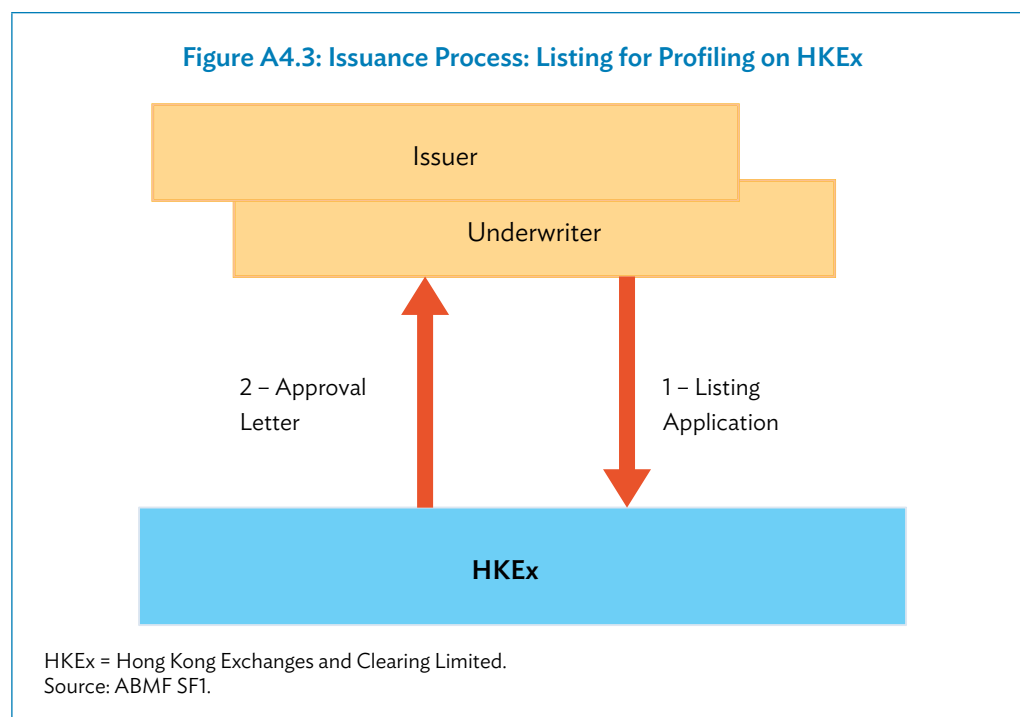 Figure A4.3: Issuance Process: Listing for Profiling on HKEx
Issuer
Underwriter
2 – Approval
Letter
1 – Listing
Application
HKEx
HKEx = Hong Kong Exchanges and Clearing Limited.
Source: ABMF SF1.